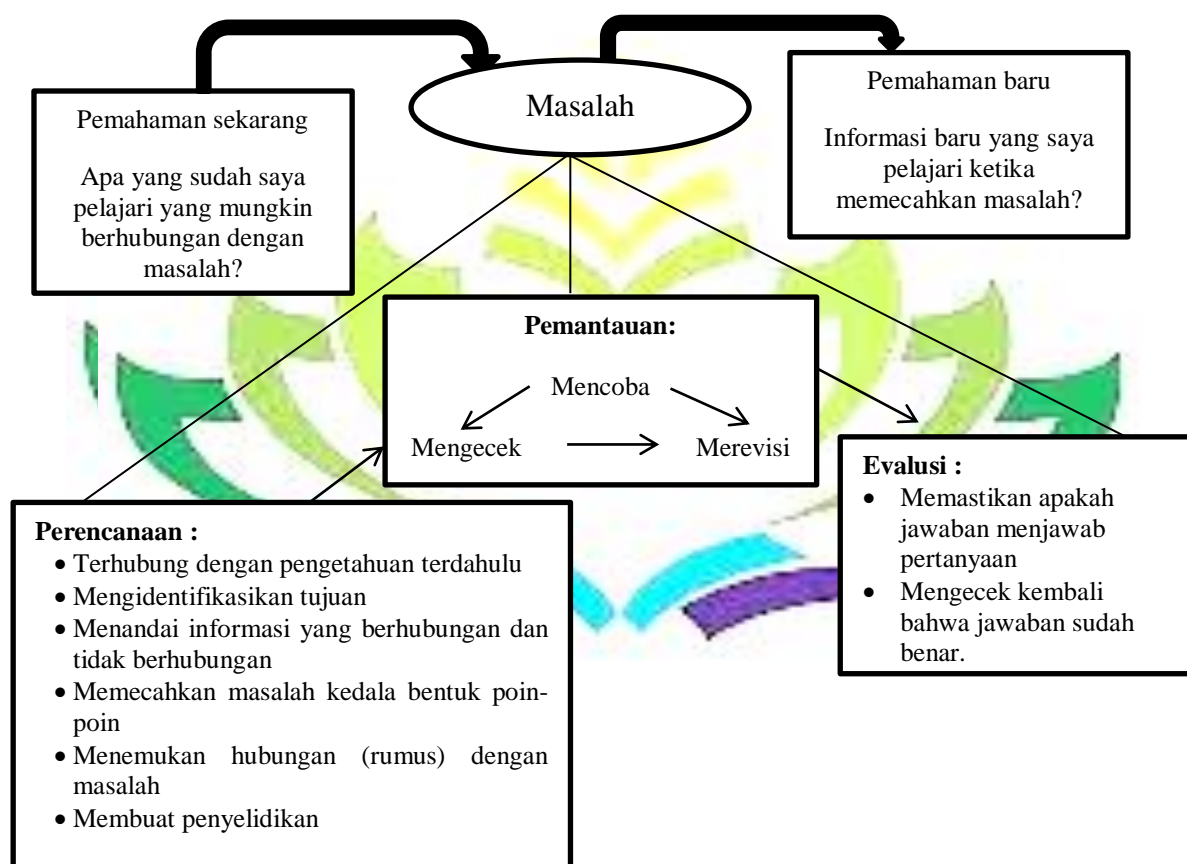 Masalah
Pemahaman sekarang
Apa yang sudah saya
pelajari yang mungkin
berhubungan dengan
masalah?
Pemahaman baru
Informasi baru yang saya
pelajari ketika
memecahkan masalah?
Pemantauan:
Mencoba
Mengecek
Merevisi
Perencanaan :
• Terhubung dengan pengetahuan terdahulu
• Mengidentifikasikan tujuan
• Menandai informasi yang berhubungan dan
tidak berhubungan
• Memecahkan masalah kedala bentuk poin-
poin
• Menemukan hubungan (rumus) dengan
masalah
• Membuat penyelidikan
Evalusi :
• Memastikan apakah
jawaban menjawab
pertanyaan
• Mengecek kembali
bahwa jawaban sudah
benar.